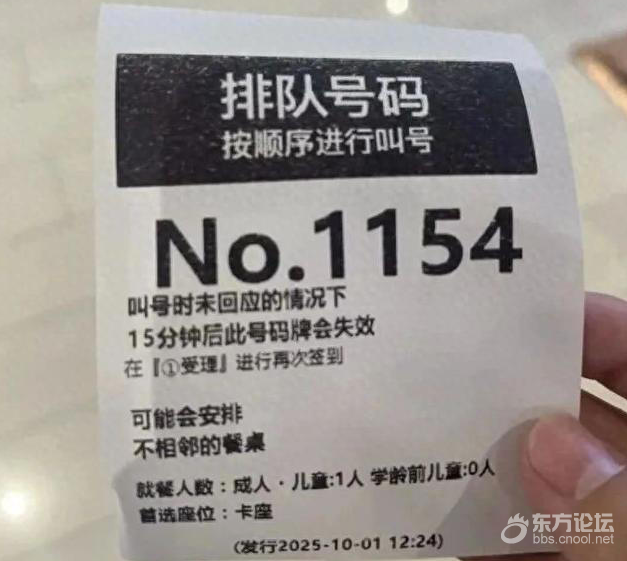 排队号码
按顺序进行叫号
No.1154
叫号时未回应的情况下
15分钟后此号码牌会失效
在『①受理』进行再次签到
可能会安排
不相邻的餐桌
就餐人数：成人·儿童:1人 学龄前儿童:0人
首选座位：卡座
(发行2025-10-01 12:24)
东方论坛
bbs.cnool.net